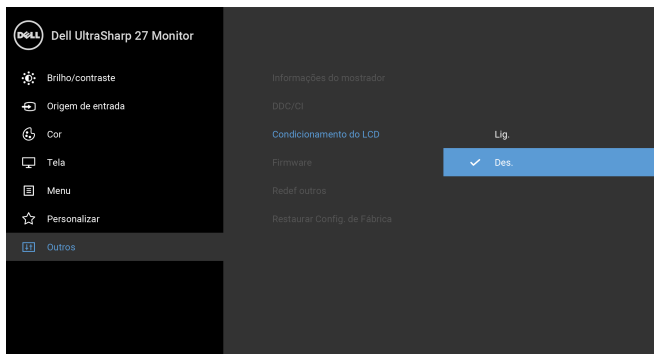 DELL Dell UltraSharp 27 Monitor
Brilho/contraste
Informações do mostrador
Origem de entrada
DDC/CI
Cor
Condicionamento do LCD
Lig.
Tela
Firmware
Des.
Menu
Redef outros
Personalizar
Restaurar Config. de Fábrica
Outros